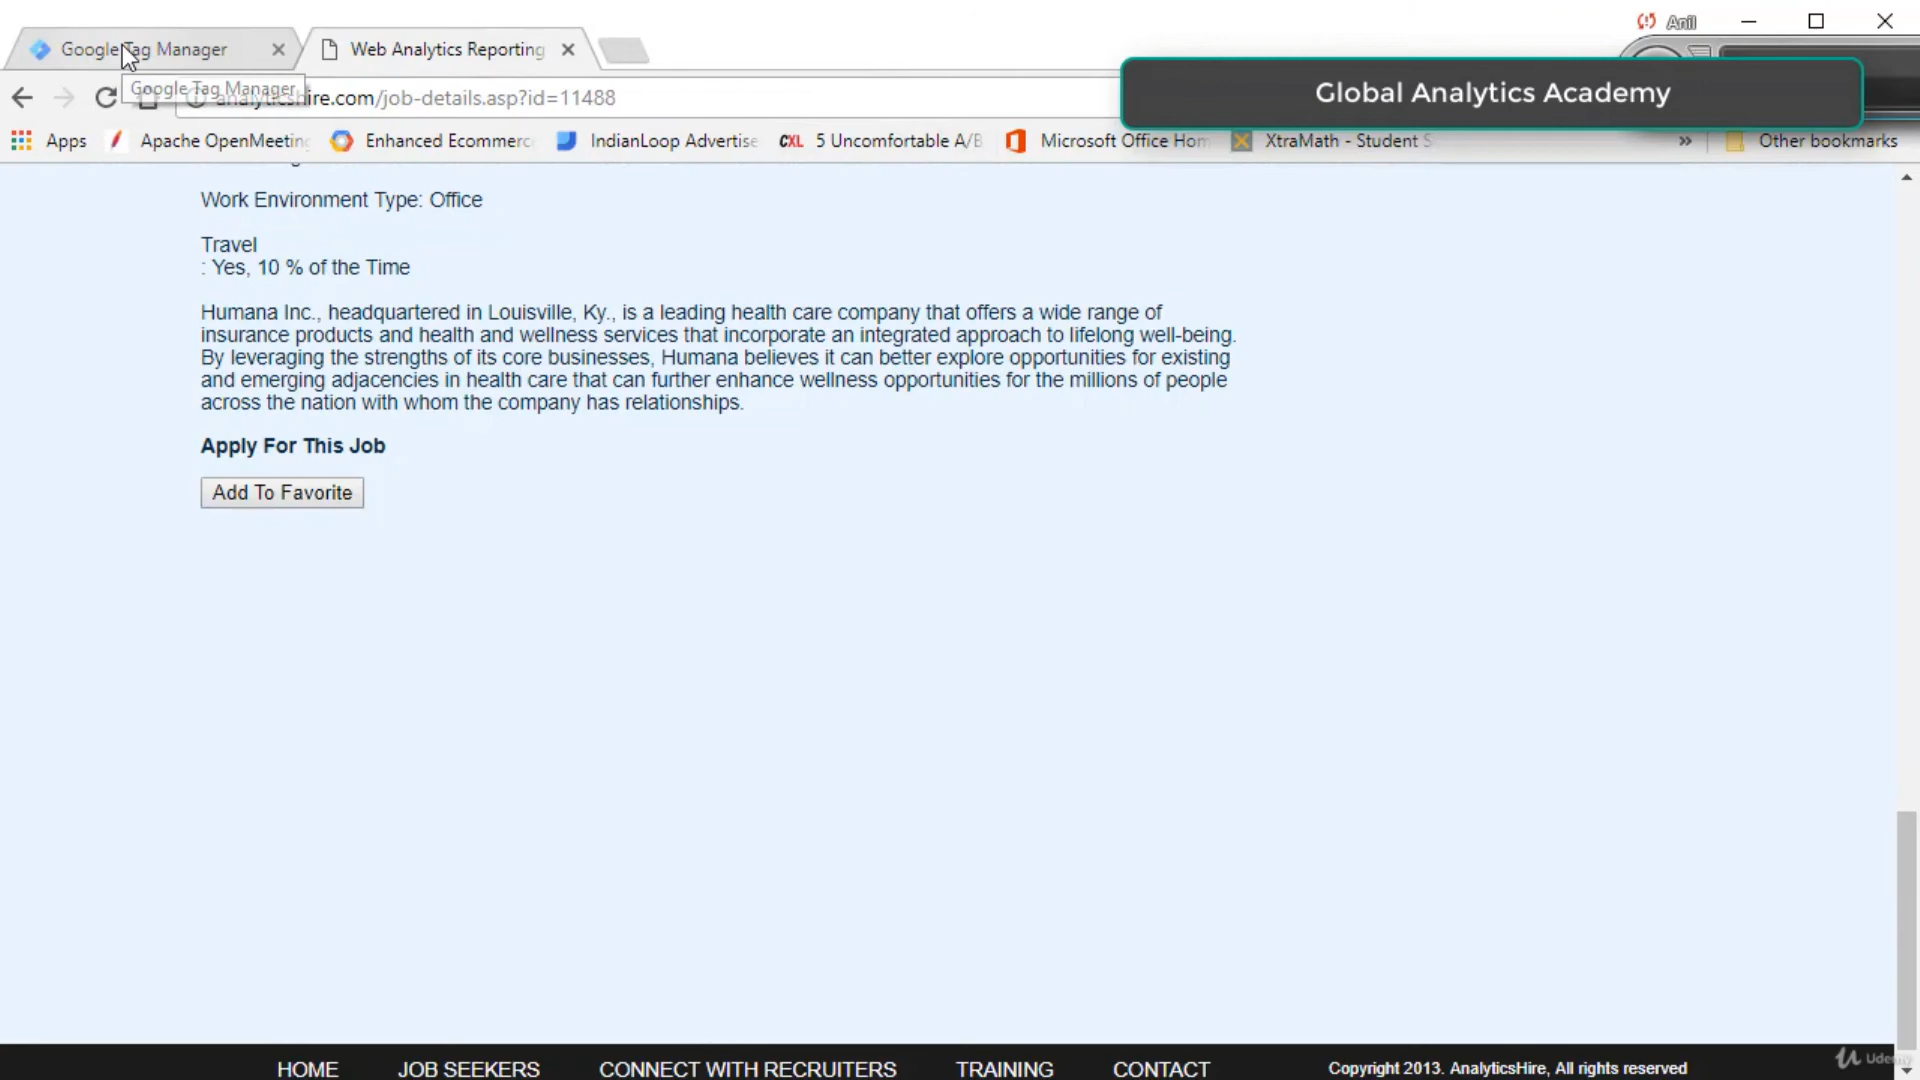 Anil
Google Tag Manager
Web Analytics Reporting
Google Tag Manager
analyticshire.com/job-details.asp?id=11488
Global Analytics Academy
Apps
Apache OpenMeeting
Enhanced Ecommerc
IndianLoop Advertise
CXL
5 Uncomfortable A/B
Microsoft Office Hom
XtraMath - Student S
»
Other bookmarks
Work Environment Type: Office
Travel
: Yes, 10 % of the Time
Humana Inc., headquartered in Louisville, Ky., is a leading health care company that offers a wide range of
insurance products and health and wellness services that incorporate an integrated approach to lifelong well-being.
By leveraging the strengths of its core businesses, Humana believes it can better explore opportunities for existing
and emerging adjacencies in health care that can further enhance wellness opportunities for the millions of people
across the nation with whom the company has relationships.
Apply For This Job
Add To Favorite
HOME
JOB SEEKERS
CONNECT WITH RECRUITERS
TRAINING
CONTACT
Copyright 2013. AnalyticsHire, All rights reserved
Udemy